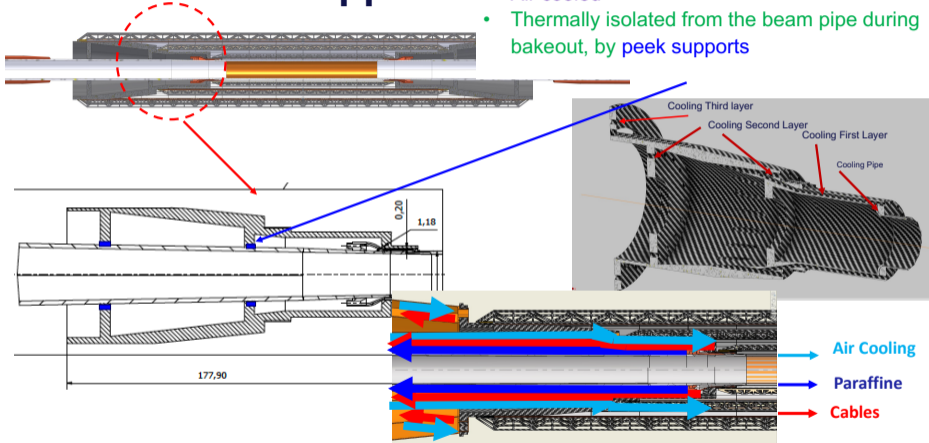 • Thermally isolated from the beam pipe during
bakeout, by peek supports
Cooling Third layer
Cooling Second Layer
Cooling First Layer
Cooling Pipe
0,20
1,18
177,90
Air Cooling
Paraffine
Cables